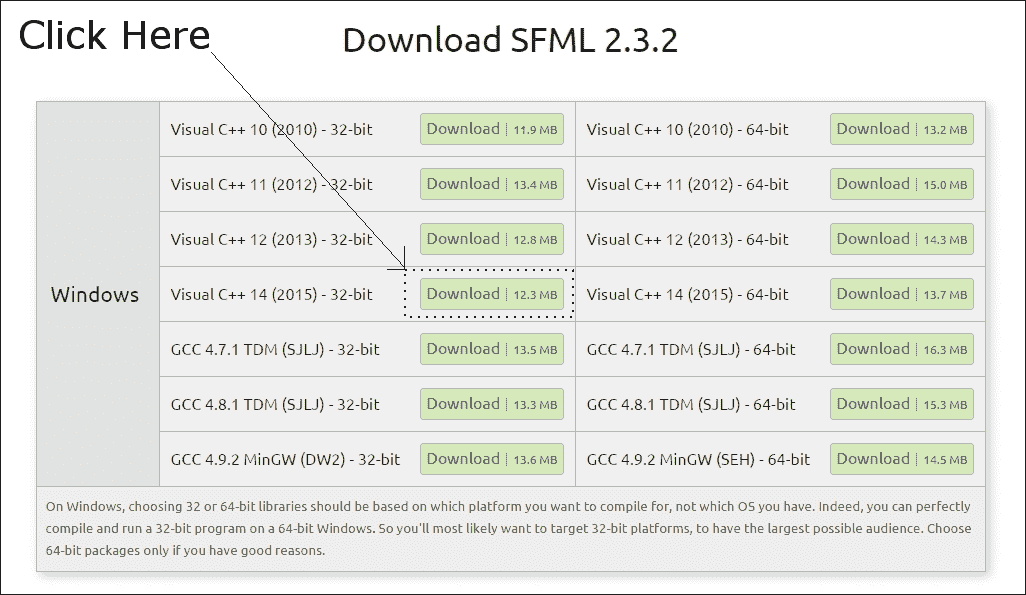 Click Here
Download SFML 2.3.2
Windows
Visual C++ 10 (2010) - 32-bit Download | 11.9 MB Visual C++ 10 (2010) - 64-bit Download | 13.2 MB
Visual C++ 11 (2012) - 32-bit Download | 13.4 MB Visual C++ 11 (2012) - 64-bit Download | 15.0 MB
Visual C++ 12 (2013) - 32-bit Download | 12.8 MB Visual C++ 12 (2013) - 64-bit Download | 14.3 MB
Visual C++ 14 (2015) - 32-bit Download | 12.3 MB Visual C++ 14 (2015) - 64-bit Download | 13.7 MB
GCC 4.7.1 TDM (SJLJ) - 32-bit Download | 13.5 MB GCC 4.7.1 TDM (SJLJ) - 64-bit Download | 16.3 MB
GCC 4.8.1 TDM (SJLJ) - 32-bit Download | 13.3 MB GCC 4.8.1 TDM (SJLJ) - 64-bit Download | 15.3 MB
GCC 4.9.2 MinGW (DW2) - 32-bit Download | 13.6 MB GCC 4.9.2 MinGW (SEH) - 64-bit Download | 14.5 MB
On Windows, choosing 32 or 64-bit libraries should be based on which platform you want to compile for, not which OS you have. Indeed, you can perfectly
compile and run a 32-bit program on a 64-bit Windows. So you'll most likely want to target 32-bit platforms, to have the largest possible audience. Choose
64-bit packages only if you have good reasons.